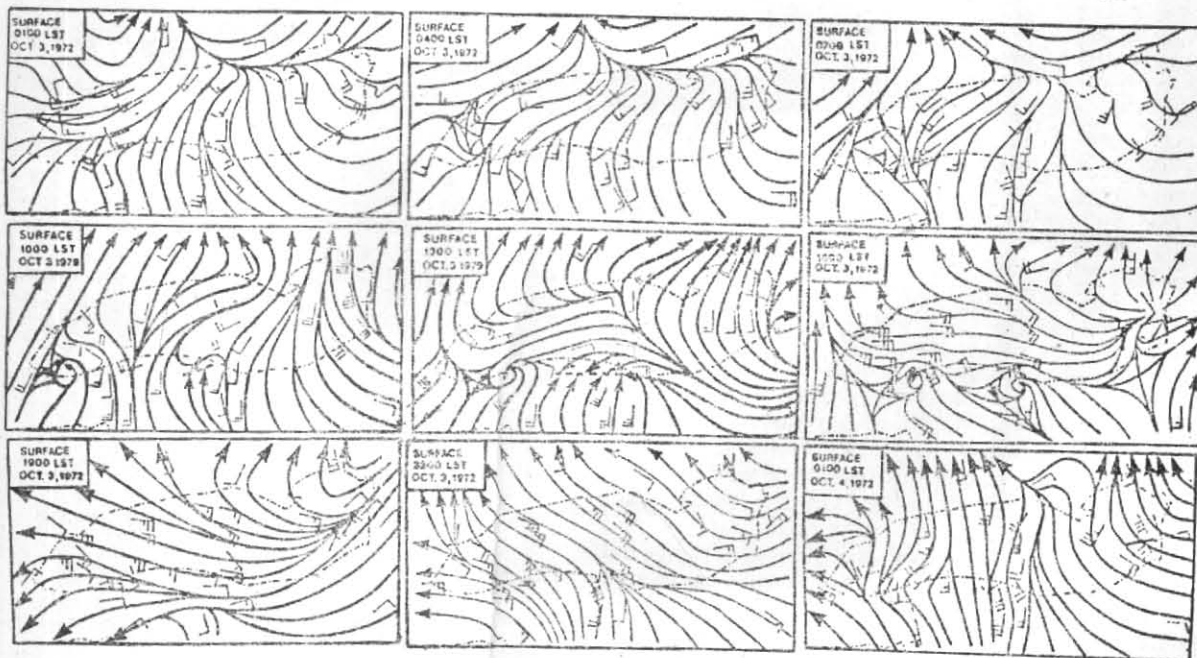 SURFACE
0100 LST
OCT 3, 1972
SURFACE
0400 LST
OCT. 3, 1972
SURFACE
0700 LST
OCT. 3, 1972
SURFACE
1000 LST
OCT 3 1979
SURFACE
1300 LST
OCT. 3 1979
SURFACE
LST
OCT. 3, 1972
SURFACE
1900 LST
OCT. 3, 1972
SURFACE
2200 LST
OCT. 3, 1972
SURFACE
0100 LST
OCT. 4, 1972